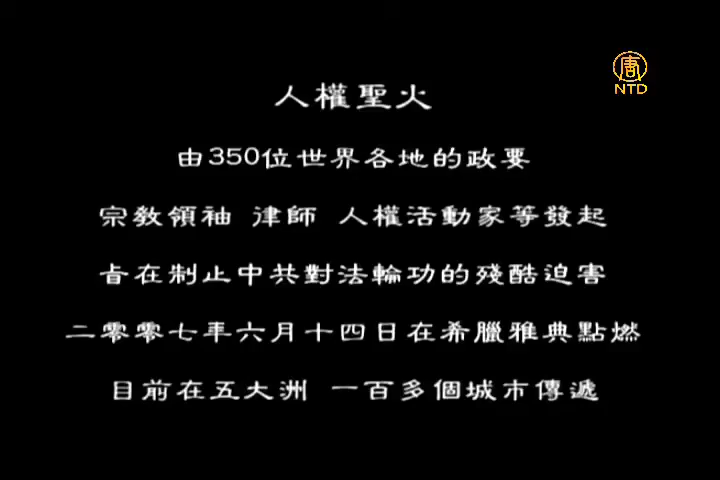 人權聖火
唐
NTD
由350位世界各地的政要
宗教領袖 律師 人權活動家等發起
旨在制止中共對法輪功的殘酷迫害
二零零七年六月十四日在希臘雅典點燃
目前在五大洲 一百多個城市傳遞